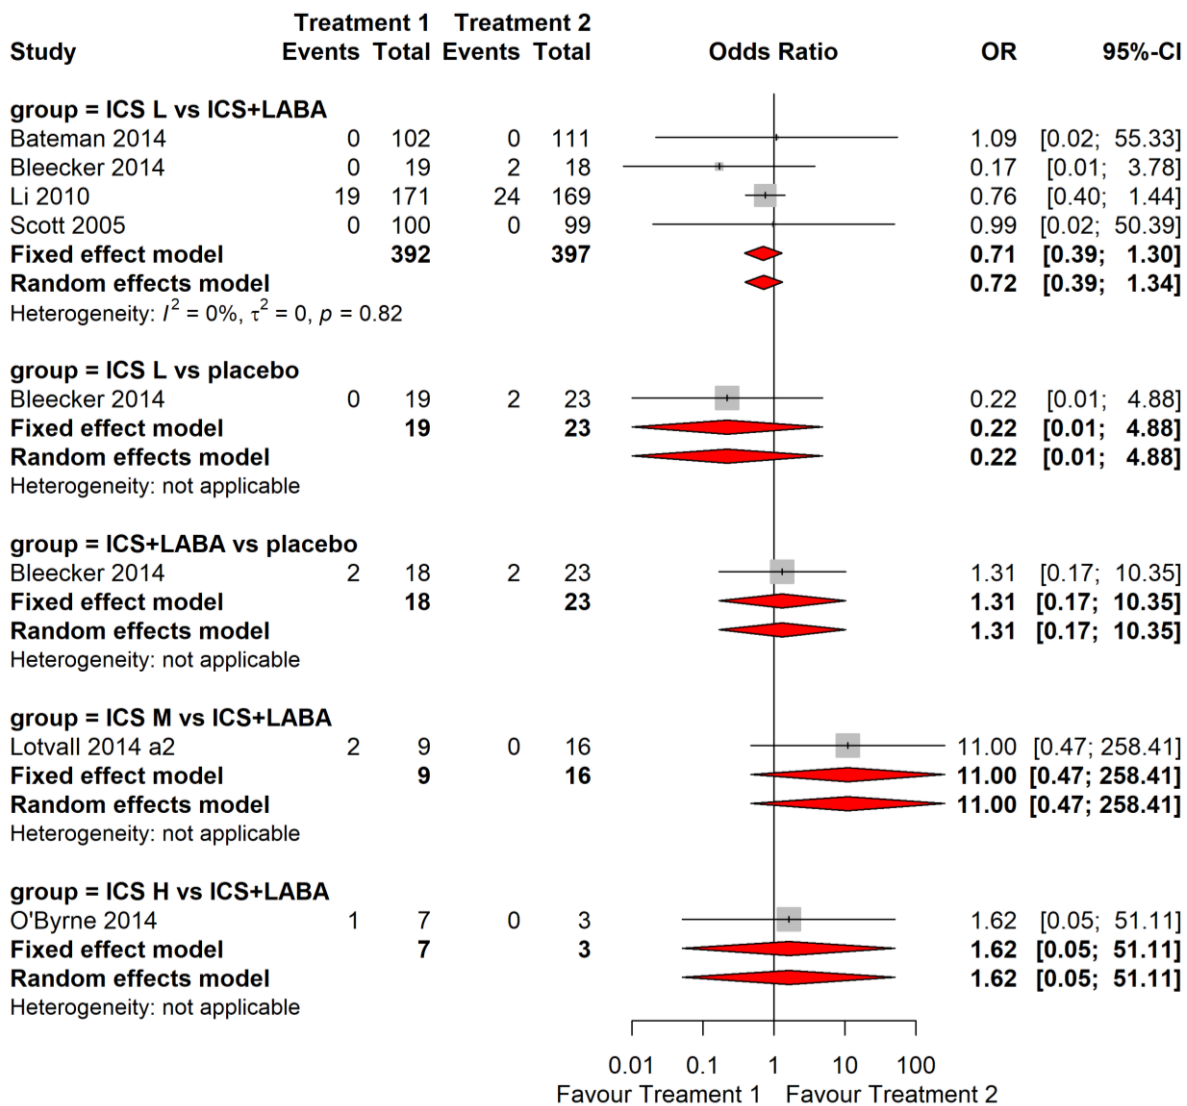 Treatment 1 Treatment 2
Study Events Total Events Total Odds Ratio OR 95%-CI
group = ICS L vs ICS+LABA
Bateman 2014 0 102 0 111 1.09 [0.02; 55.33]
Bleecker 2014 0 19 2 18 0.17 [0.01; 3.78]
Li 2010 19 171 24 169 0.76 [0.40; 1.44]
Scott 2005 0 100 0 99 0.99 [0.02; 50.39]
Fixed effect model 392 397 0.71 [0.39; 1.30]
Random effects model 0.72 [0.39; 1.34]
Heterogeneity: I² = 0%, τ² = 0, p = 0.82
group = ICS L vs placebo
Bleecker 2014 0 19 2 23 0.22 [0.01; 4.88]
Fixed effect model 19 23 0.22 [0.01; 4.88]
Random effects model 0.22 [0.01; 4.88]
Heterogeneity: not applicable
group = ICS+LABA vs placebo
Bleecker 2014 2 18 2 23 1.31 [0.17; 10.35]
Fixed effect model 18 23 1.31 [0.17; 10.35]
Random effects model 1.31 [0.17; 10.35]
Heterogeneity: not applicable
group = ICS M vs ICS+LABA
Lotvall 2014 a2 2 9 0 16 11.00 [0.47; 258.41]
Fixed effect model 9 16 11.00 [0.47; 258.41]
Random effects model 11.00 [0.47; 258.41]
Heterogeneity: not applicable
group = ICS H vs ICS+LABA
O'Byrne 2014 1 7 0 3 1.62 [0.05; 51.11]
Fixed effect model 7 3 1.62 [0.05; 51.11]
Random effects model 1.62 [0.05; 51.11]
Heterogeneity: not applicable
0.01 0.1 1 10 100
Favour Treament 1 Favour Treatment 2